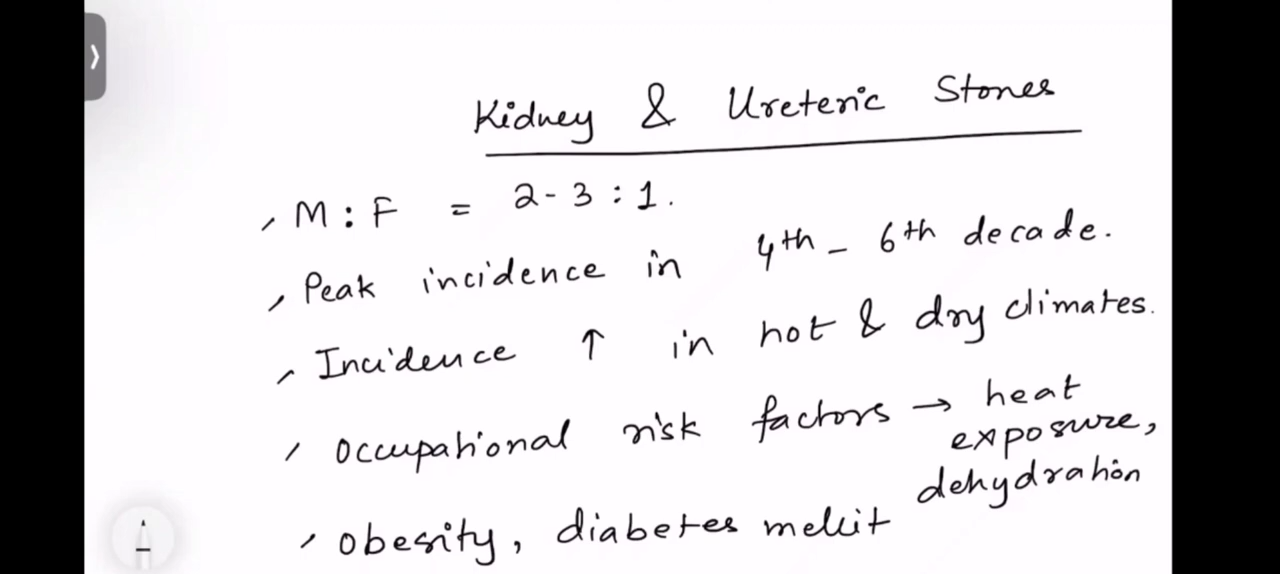 Kidney & Ureteric Stones
M : F = 2 - 3 : 1.
Peak incidence in 4th - 6th decade.
Incidence ↑ in hot & dry climates.
Occupational risk factors → heat
exposure,
dehydration
Obesity, diabetes mellit